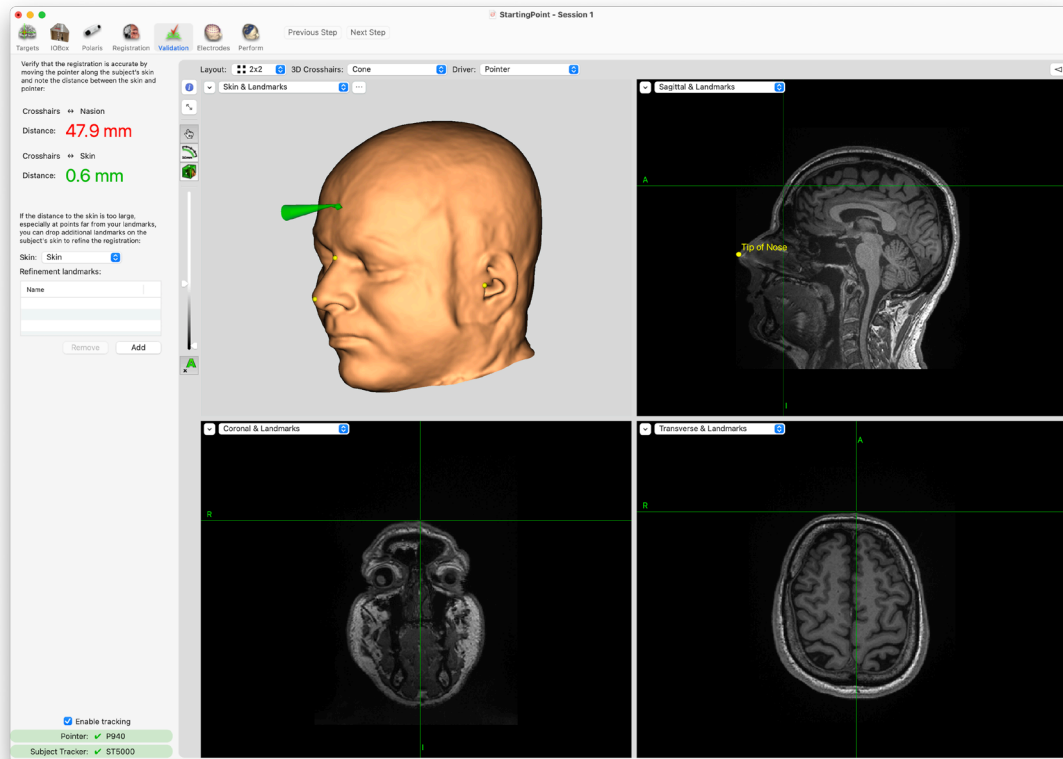 StartingPoint - Session 1
Targets
IOBox
Polaris
Registration
Validation
Electrodes
Perform
Previous Step
Next Step
Verify that the registration is accurate by
moving the pointer along the subject's skin
and note the distance between the skin and
pointer:
Crosshairs ⇔ Nasion
Distance: 47.9 mm
Crosshairs ⇔ Skin
Distance: 0.6 mm
If the distance to the skin is too large,
especially at points far from your landmarks,
you can drop additional landmarks on the
subject's skin to refine the registration:
Skin: Skin
Refinement landmarks:
Name
Remove
Add
Enable tracking
Pointer: ✓ P940
Subject Tracker: ✓ ST5000
Layout: 2x2 3D Crosshairs: Cone Driver: Pointer
Skin & Landmarks
Sagittal & Landmarks
A
Tip of Nose
I
Coronal & Landmarks
R
I
Transverse & Landmarks
A
R